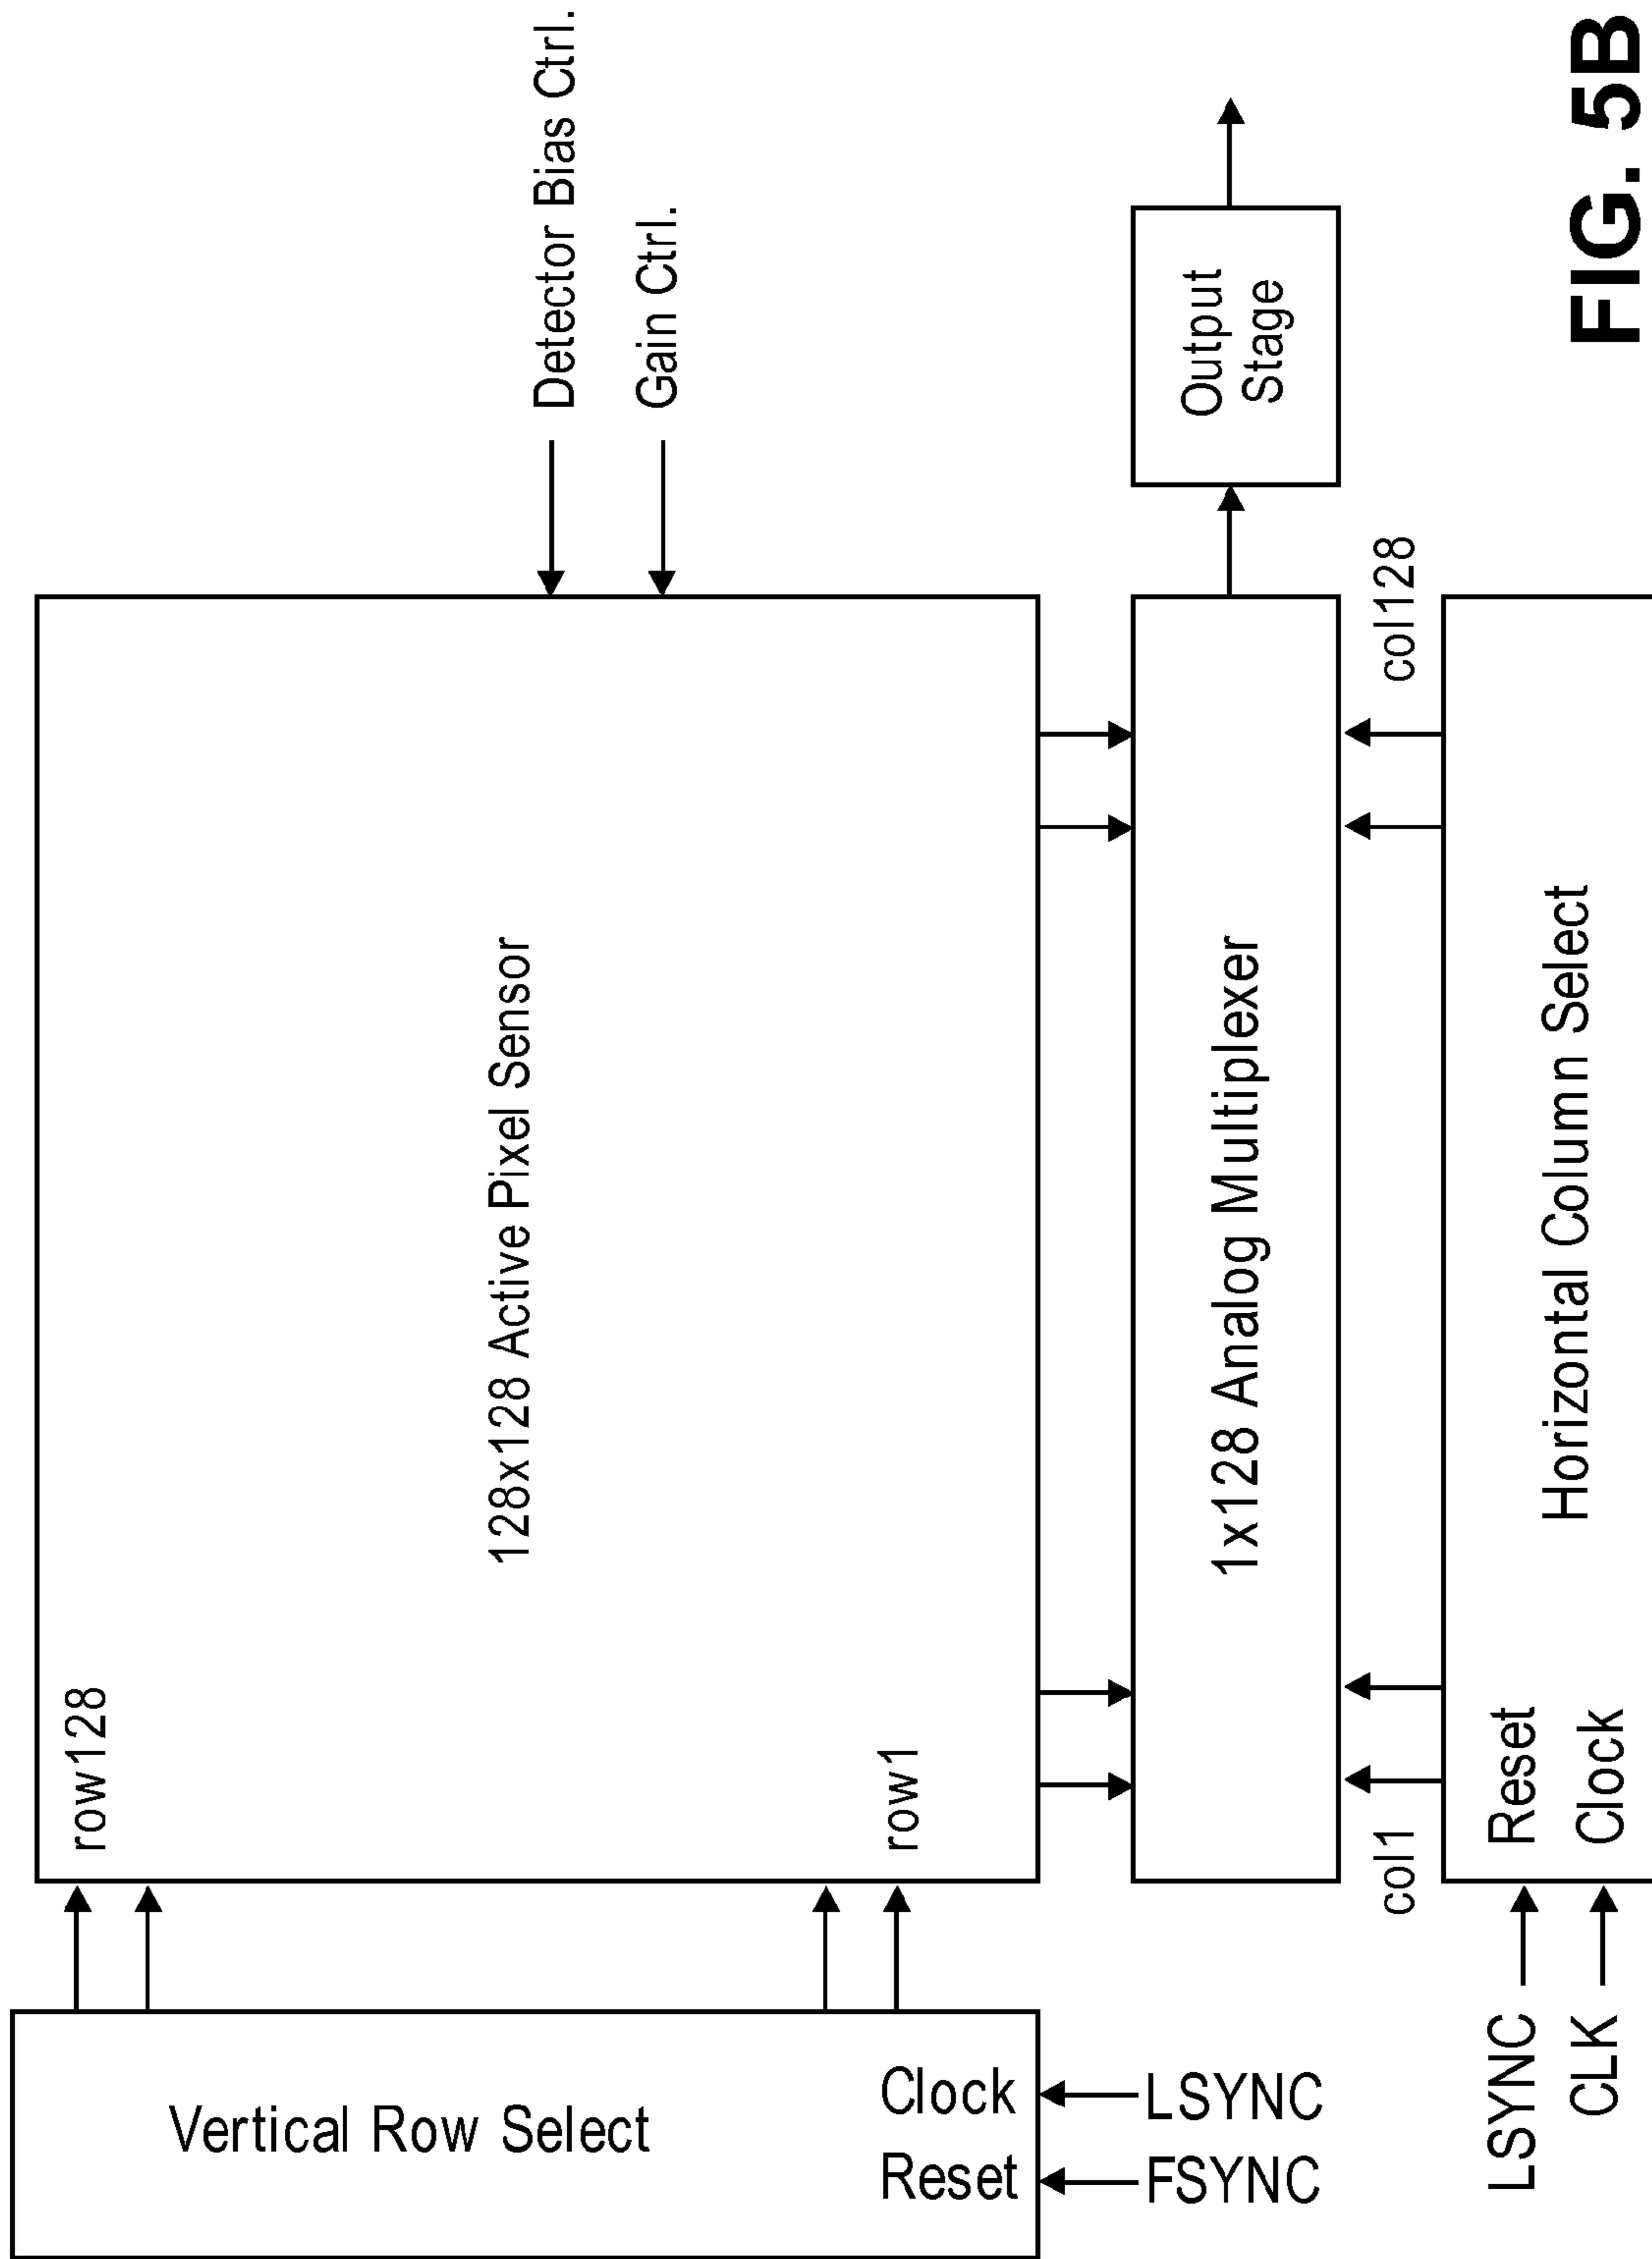 Vertical Row Select
Clock
Reset
LSYNC
FSYNC
row128
row1
128x128 Active Pixel Sensor
Detector Bias Ctrl.
Gain Ctrl.
1x128 Analog Multiplexer
Output
Stage
col1
col128
LSYNC
CLK
Reset
Clock
Horizontal Column Select
FIG. 5B